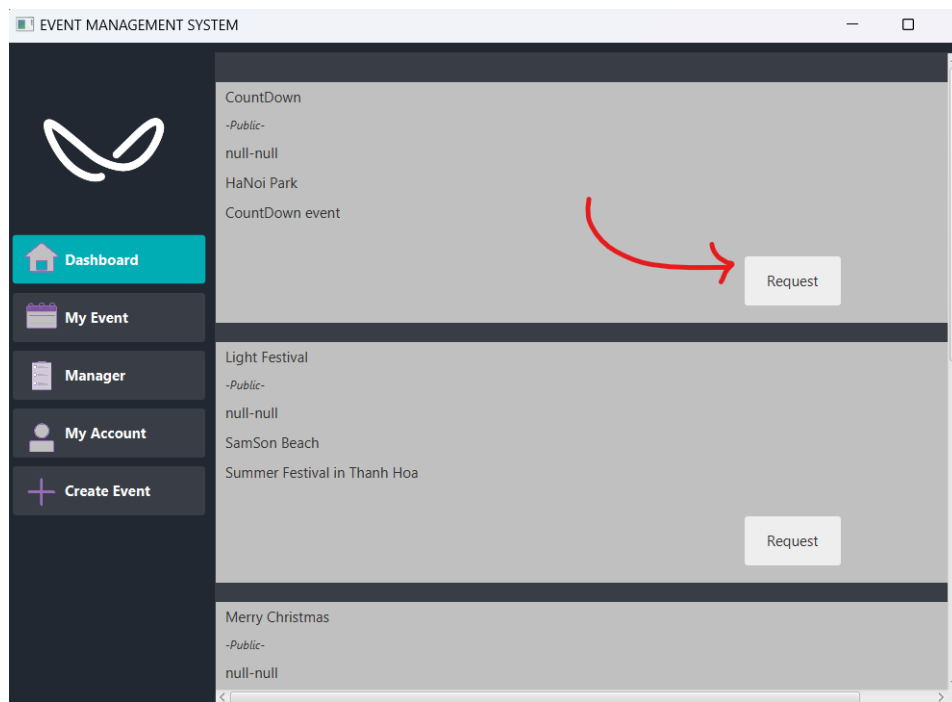 EVENT MANAGEMENT SYSTEM
Dashboard
My Event
Manager
My Account
Create Event
CountDown
-Public-
null-null
HaNoi Park
CountDown event
Request
Light Festival
-Public-
null-null
SamSon Beach
Summer Festival in Thanh Hoa
Request
Merry Christmas
-Public-
null-null